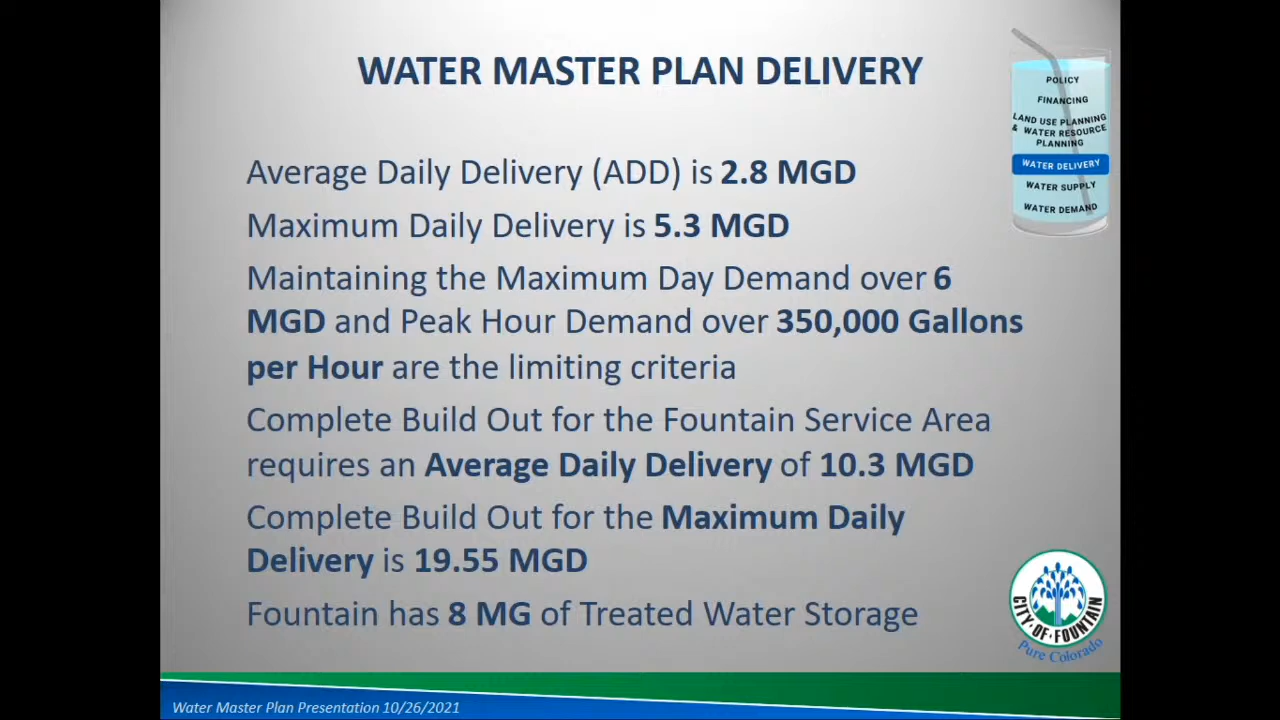 WATER MASTER PLAN DELIVERY
POLICY
FINANCING
LAND USE PLANNING
& WATER RESOURCE
PLANNING
WATER DELIVERY
WATER SUPPLY
WATER DEMAND
Average Daily Delivery (ADD) is 2.8 MGD
Maximum Daily Delivery is 5.3 MGD
Maintaining the Maximum Day Demand over 6
MGD and Peak Hour Demand over 350,000 Gallons
per Hour are the limiting criteria
Complete Build Out for the Fountain Service Area
requires an Average Daily Delivery of 10.3 MGD
Complete Build Out for the Maximum Daily
Delivery is 19.55 MGD
Fountain has 8 MG of Treated Water Storage
CITY·OF·FOUNTAIN
Pure Colorado
Water Master Plan Presentation 10/26/2021